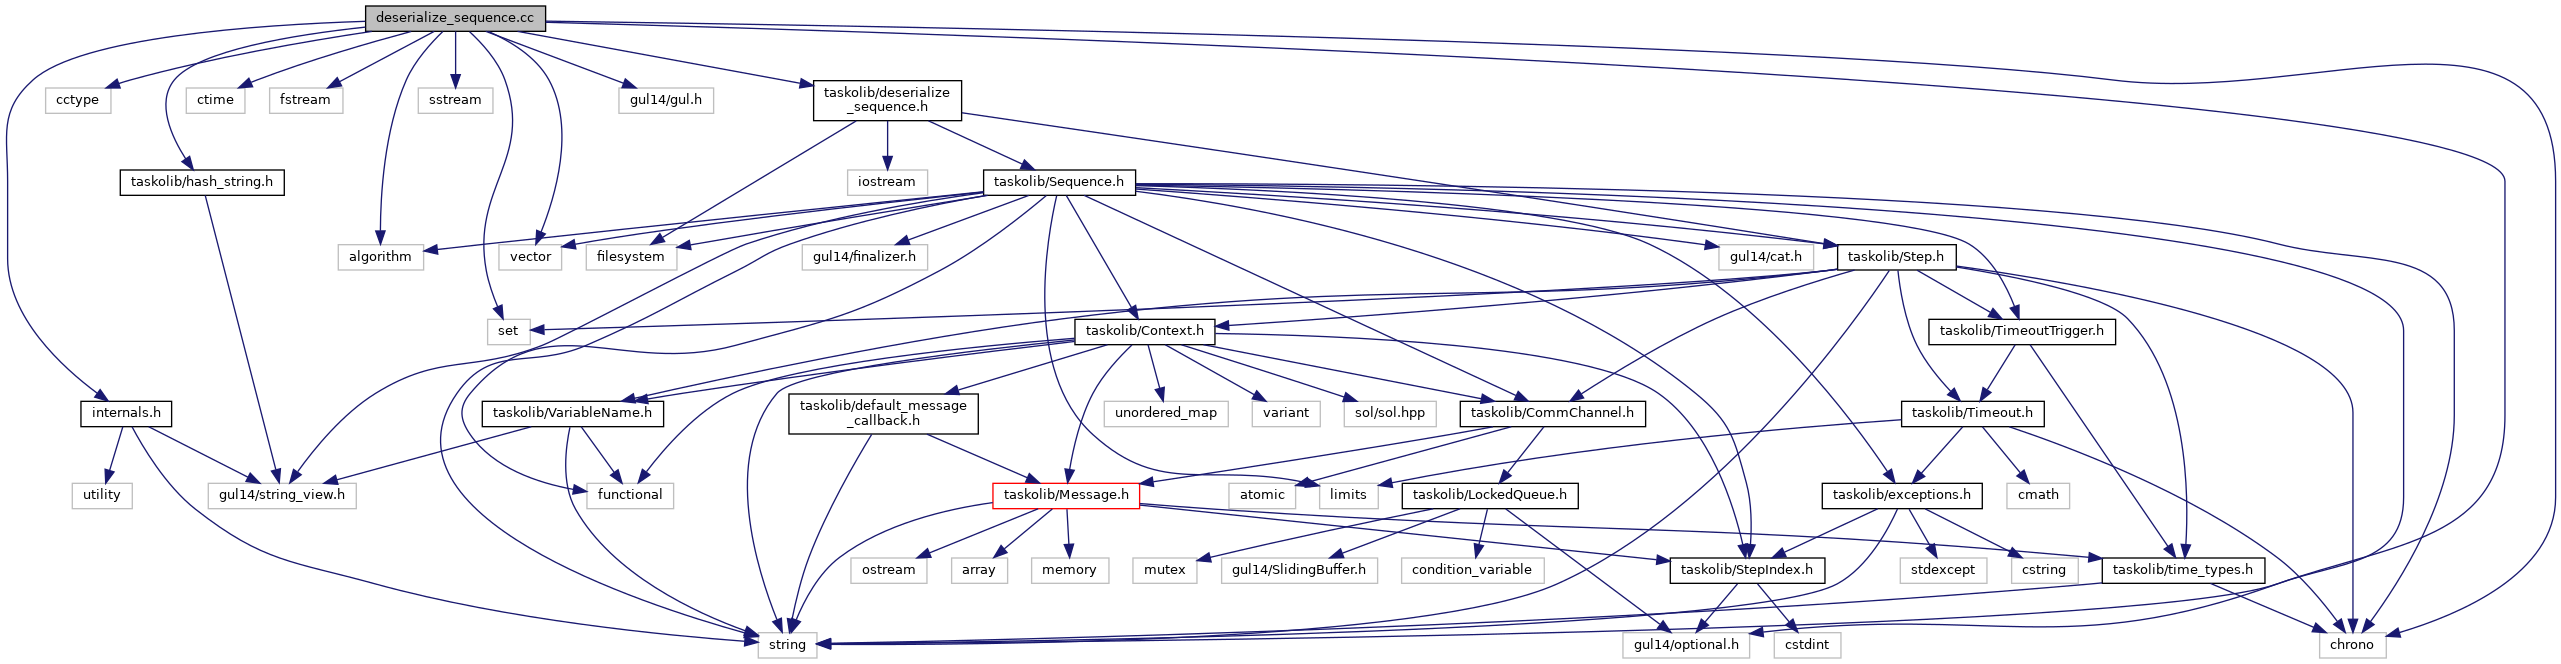 deserialize_sequence.cc
cctype
ctime
fstream
sstream
gul14/gul.h
taskolib/deserialize
_sequence.h
taskolib/hash_string.h
iostream
taskolib/Sequence.h
algorithm
vector
filesystem
gul14/finalizer.h
gul14/cat.h
taskolib/Step.h
set
taskolib/Context.h
taskolib/TimeoutTrigger.h
internals.h
taskolib/VariableName.h
taskolib/default_message
_callback.h
unordered_map
variant
sol/sol.hpp
taskolib/CommChannel.h
taskolib/Timeout.h
utility
gul14/string_view.h
functional
taskolib/Message.h
atomic
limits
taskolib/LockedQueue.h
taskolib/exceptions.h
cmath
ostream
array
memory
mutex
gul14/SlidingBuffer.h
condition_variable
taskolib/StepIndex.h
stdexcept
cstring
taskolib/time_types.h
string
gul14/optional.h
cstdint
chrono